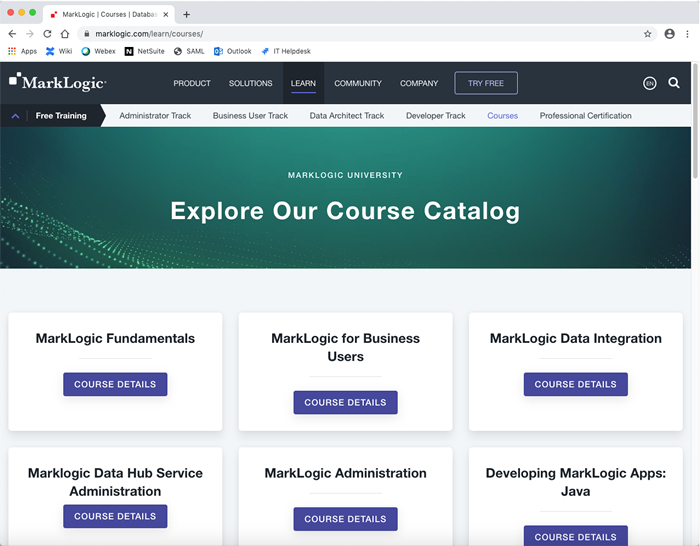 MarkLogic | Courses | Databas
marklogic.com/learn/courses/
Apps Wiki Webex NetSuite SAML Outlook IT Helpdesk
MarkLogic PRODUCT SOLUTIONS LEARN COMMUNITY COMPANY TRY FREE EN
Free Training Administrator Track Business User Track Data Architect Track Developer Track Courses Professional Certification
MARKLOGIC UNIVERSITY
Explore Our Course Catalog
MarkLogic Fundamentals
COURSE DETAILS
MarkLogic for Business
Users
COURSE DETAILS
MarkLogic Data Integration
COURSE DETAILS
Marklogic Data Hub Service
Administration
COURSE DETAILS
MarkLogic Administration
COURSE DETAILS
Developing MarkLogic Apps:
Java
COURSE DETAILS